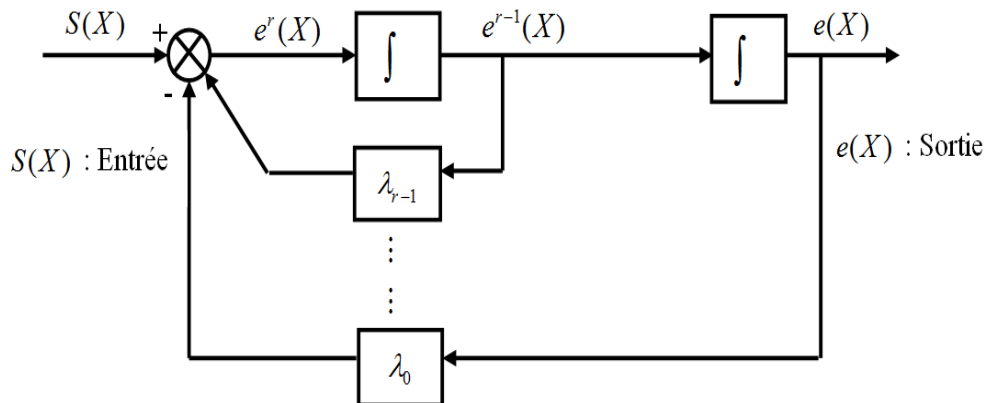 S(X) + e^r(X) ∫ e^{r-1}(X) ∫ e(X)
-
S(X) : Entrée
e(X) : Sortie
λ_{r-1}
⋮
⋮
λ_0